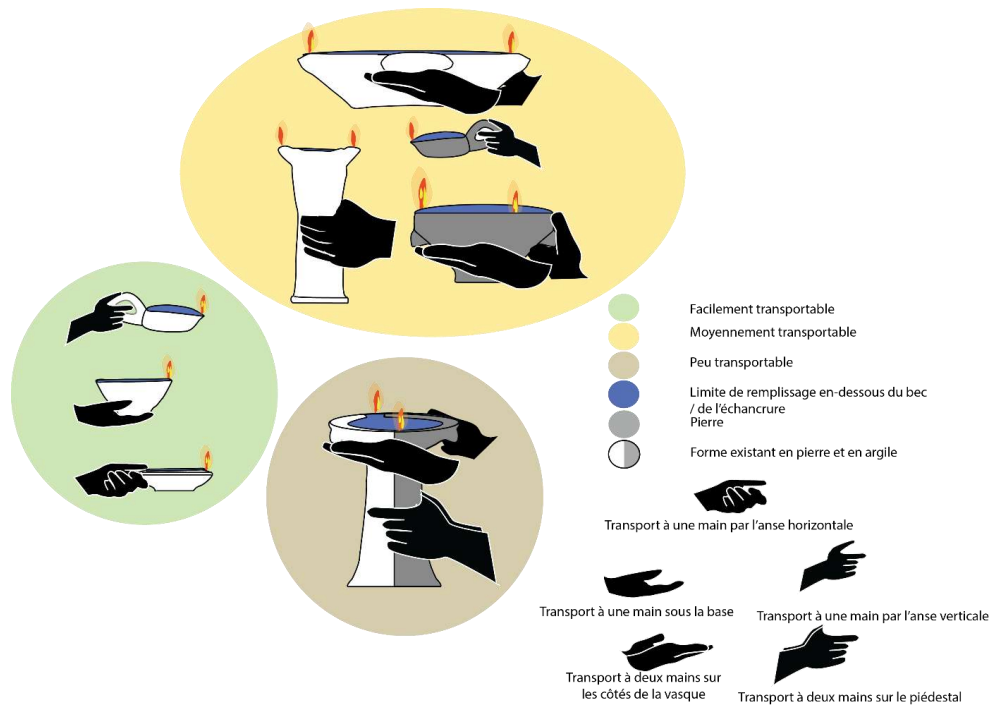 Facilement transportable
Moyennement transportable
Peu transportable
Limite de remplissage en-dessous du bec
/ de l'échancrure
Pierre
Forme existant en pierre et en argile
Transport à une main par l'anse horizontale
Transport à une main sous la base
Transport à une main par l'anse verticale
Transport à deux mains sur
les côtés de la vasque
Transport à deux mains sur le piédestal